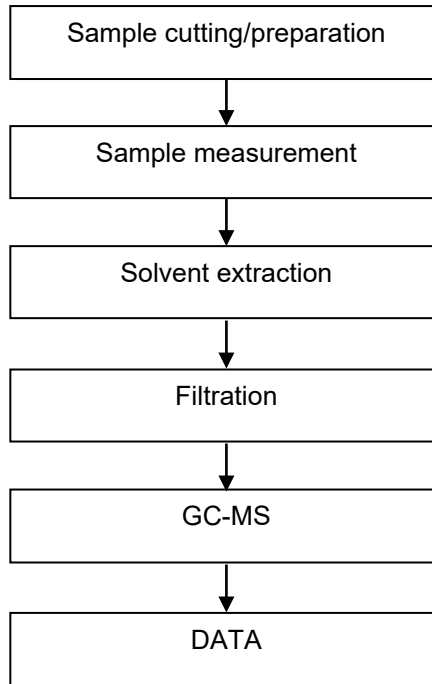 Sample cutting/preparation
Sample measurement
Solvent extraction
Filtration
GC-MS
DATA